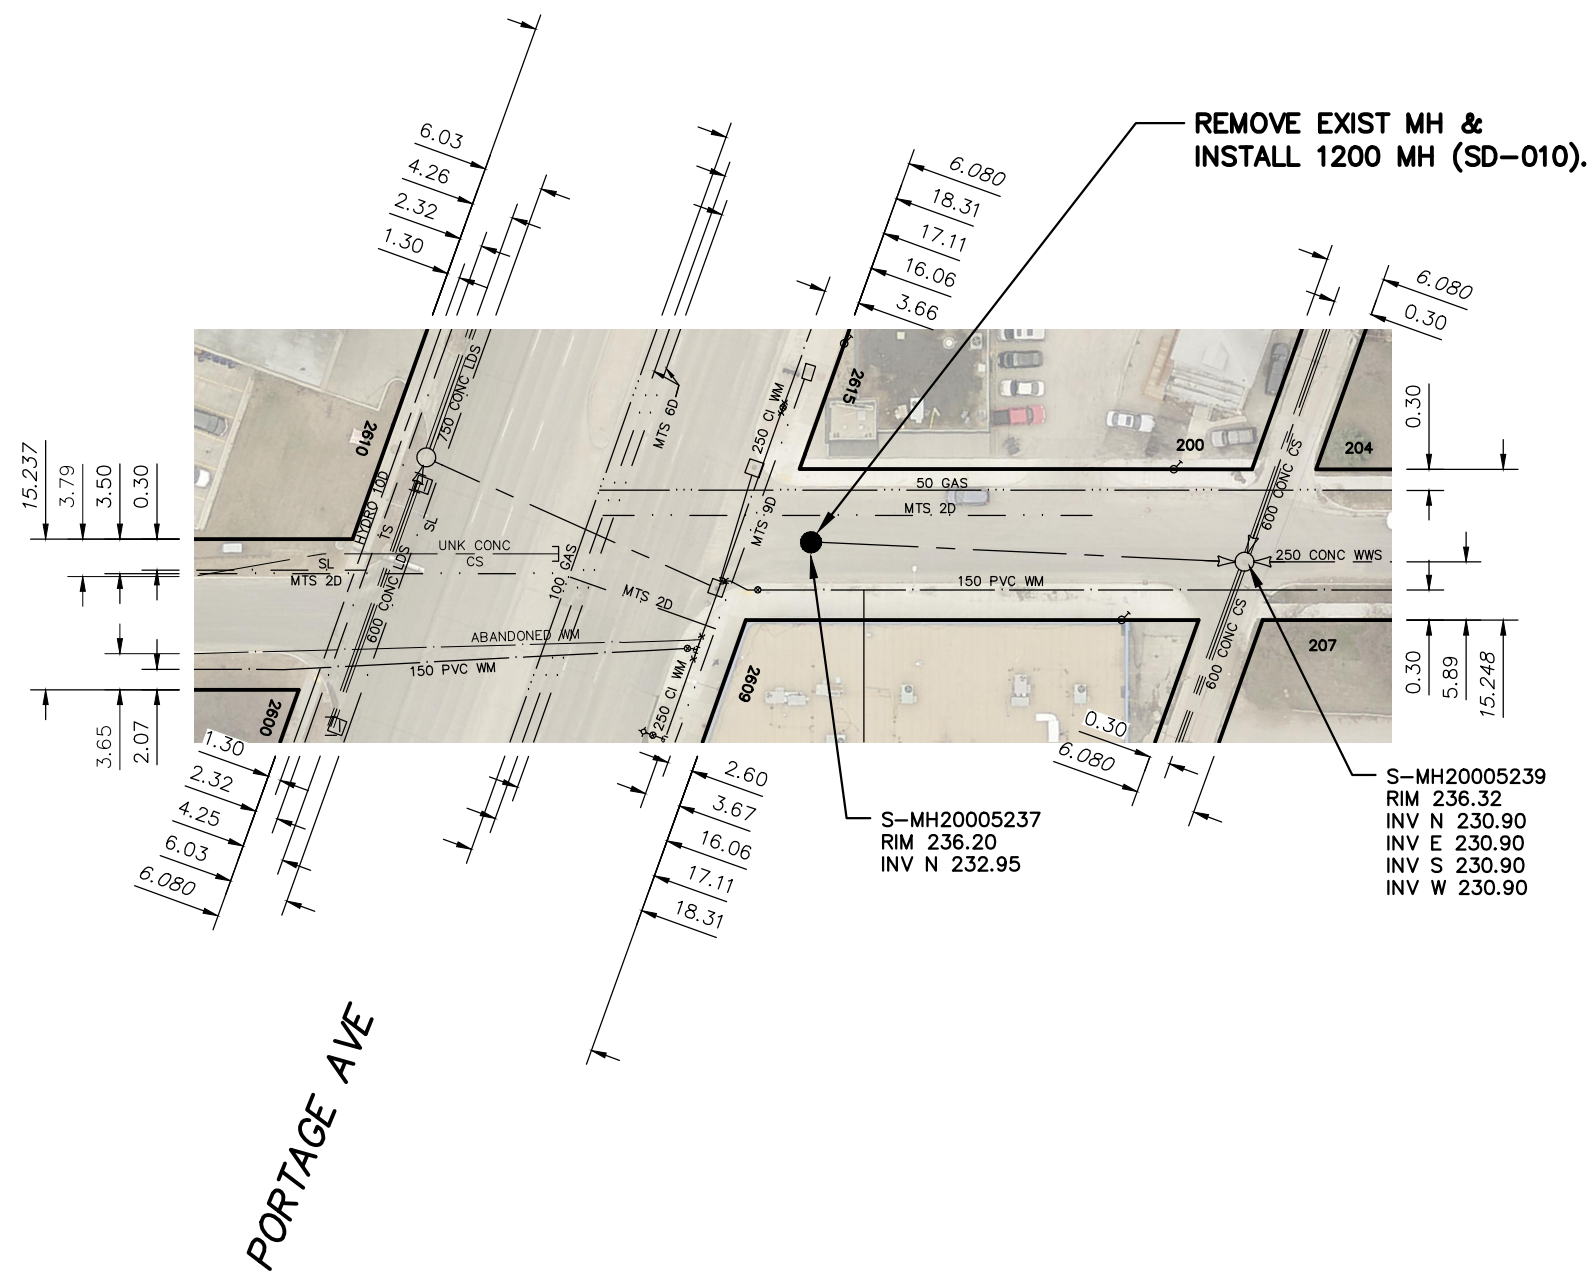 REMOVE EXIST MH &
INSTALL 1200 MH (SD-010).
6.03
4.26
2.32
1.30
6.080
18.31
17.11
16.06
3.66
6.080
0.30
15.237
3.79
3.50
0.30
2610
750 CONC LDS
MTS 6D
250 CI WM
2615
200
204
600 CONC CS
0.30
HYDRO 10D
TS
SL
50 GAS
MTS 2D
MTS 9D
UNK CONC
CS
100 GAS
SL
MTS 2D
600 CONC LDS
MTS 2D
150 PVC WM
250 CONC WWS
ABANDONED WM
150 PVC WM
250 CI WM
2609
600 CONC CS
207
2600
0.30
5.89
15.248
3.65
2.07
1.30
2.32
4.25
6.03
6.080
2.60
3.67
16.06
17.11
18.31
0.30
6.080
S-MH20005237
RIM 236.20
INV N 232.95
S-MH20005239
RIM 236.32
INV N 230.90
INV E 230.90
INV S 230.90
INV W 230.90
PORTAGE AVE